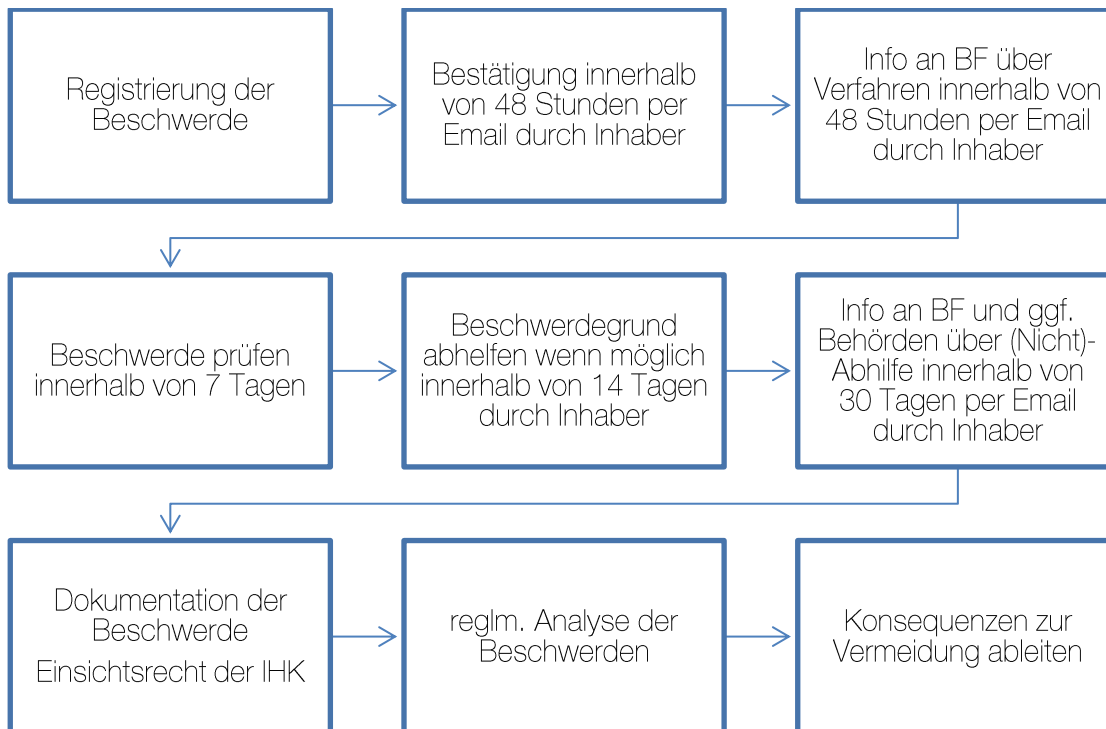 Registrierung der
Beschwerde
Bestätigung innerhalb
von 48 Stunden per
Email durch Inhaber
Info an BF über
Verfahren innerhalb von
48 Stunden per Email
durch Inhaber
Beschwerde prüfen
innerhalb von 7 Tagen
Beschwerdegrund
abhelfen wenn möglich
innerhalb von 14 Tagen
durch Inhaber
Info an BF und ggf.
Behörden über (Nicht)-
Abhilfe innerhalb von
30 Tagen per Email
durch Inhaber
Dokumentation der
Beschwerde
Einsichtsrecht der IHK
reglm. Analyse der
Beschwerden
Konsequenzen zur
Vermeidung ableiten